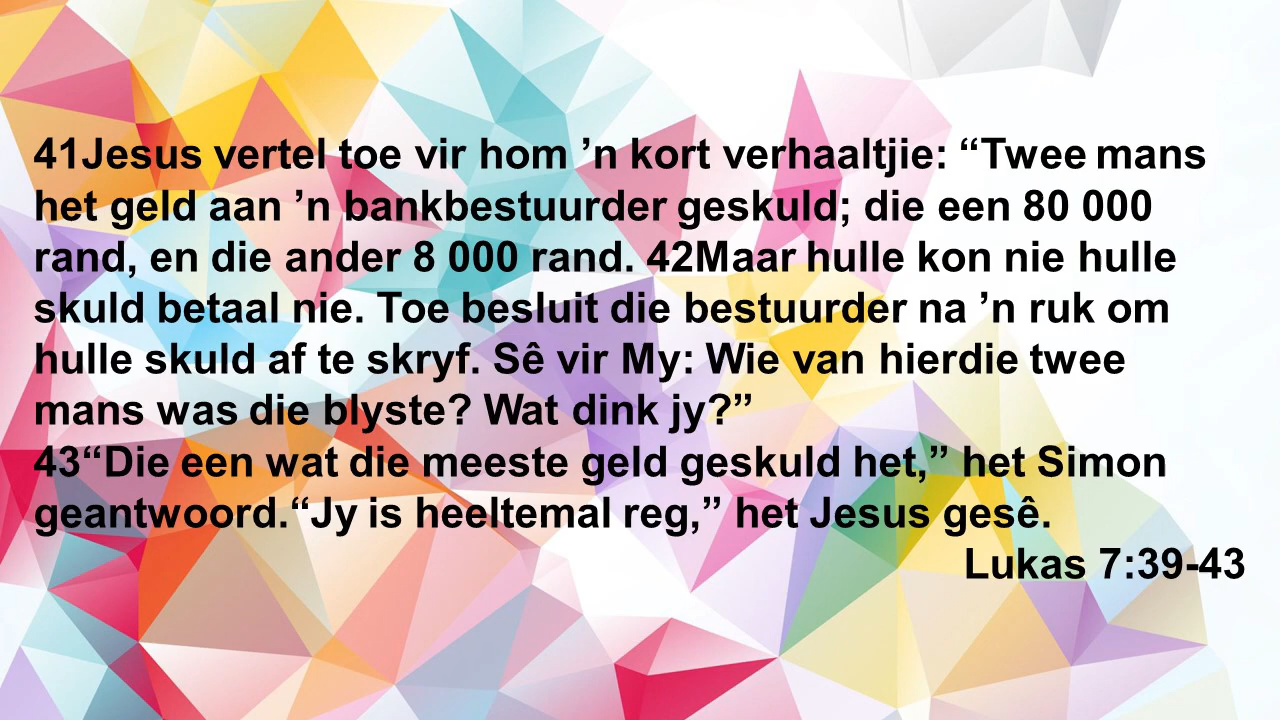 41Jesus vertel toe vir hom ’n kort verhaaltjie: “Twee mans
het geld aan ’n bankbestuurder geskuld; die een 80 000
rand, en die ander 8 000 rand. 42Maar hulle kon nie hulle
skuld betaal nie. Toe besluit die bestuurder na ’n ruk om
hulle skuld af te skryf. Sê vir My: Wie van hierdie twee
mans was die blyste? Wat dink jy?”
43“Die een wat die meeste geld geskuld het,” het Simon
geantwoord.“Jy is heeltemal reg,” het Jesus gesê.
Lukas 7:39-43